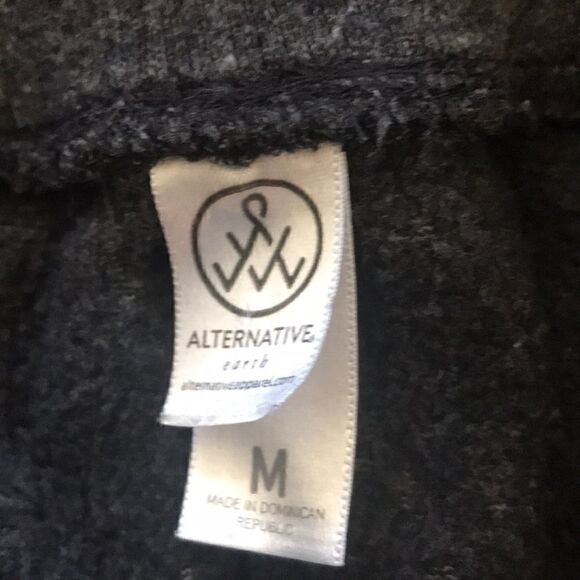 ALTERNATIVE®
earth
alternativeapparel.com
M
MADE IN DOMINICAN
REPUBLIC